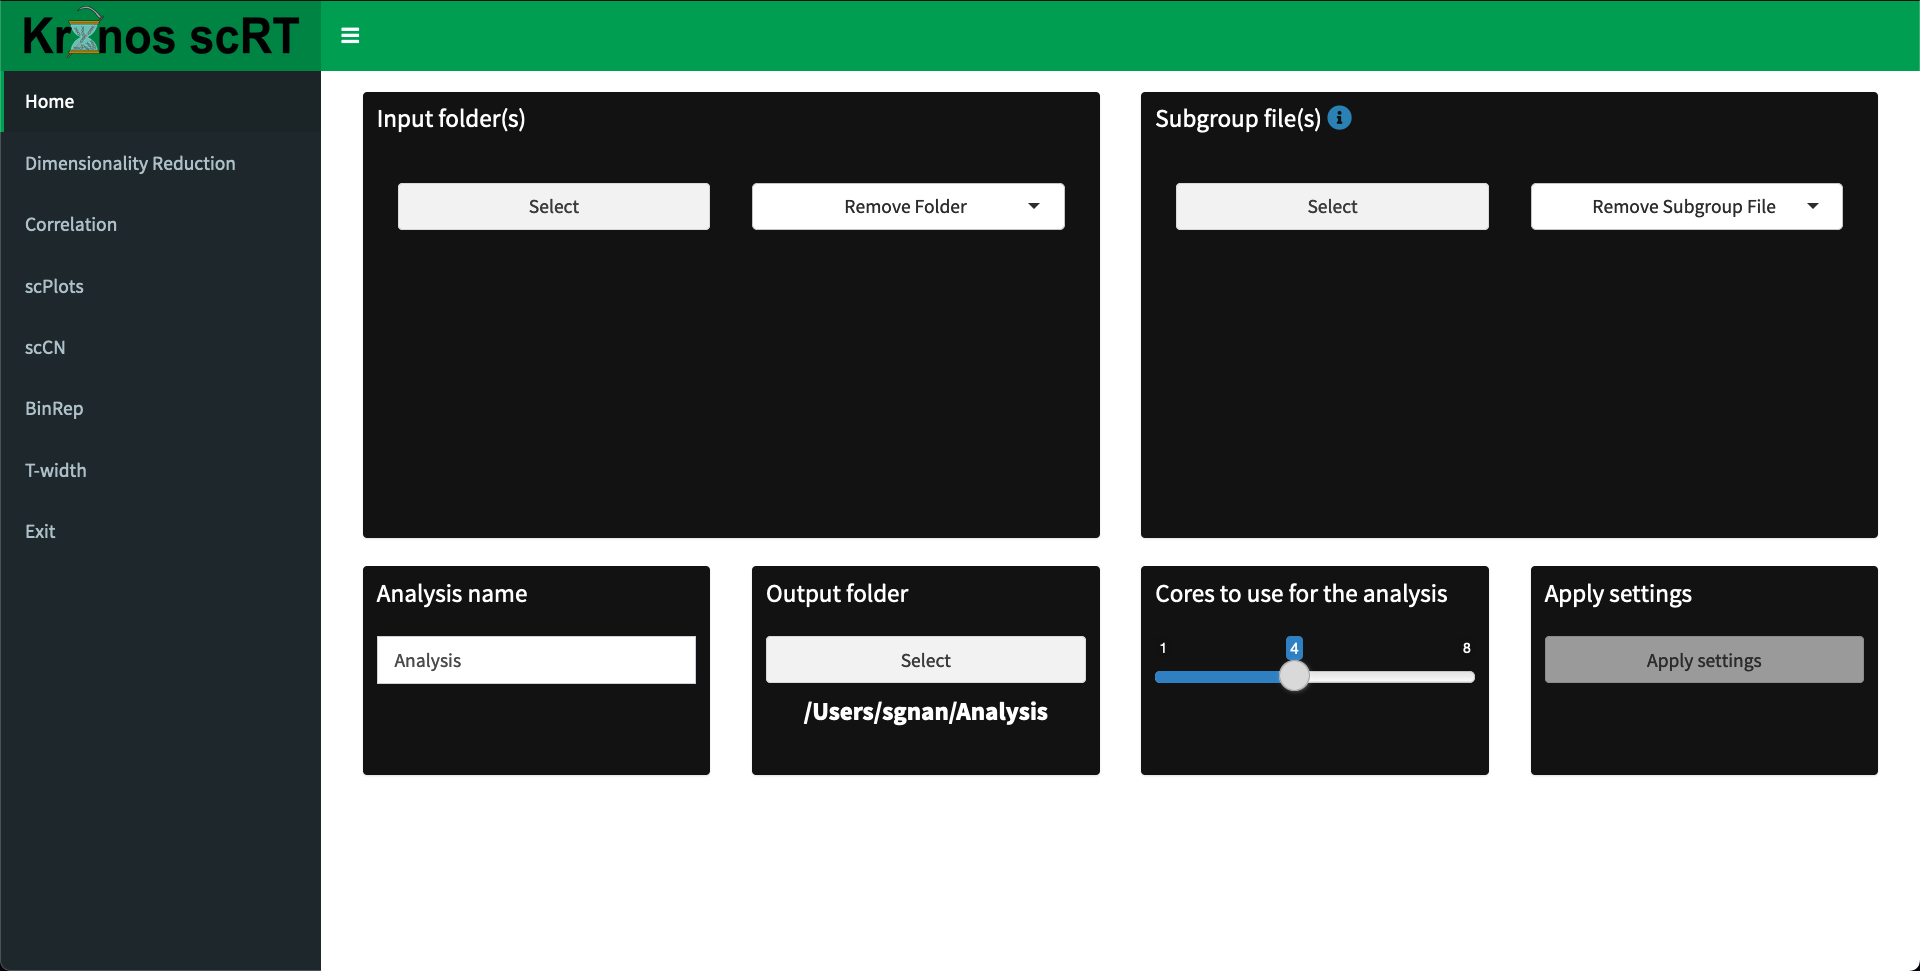 Kronos scRT
Home
Dimensionality Reduction
Correlation
scPlots
scCN
BinRep
T-width
Exit
Input folder(s)
Select
Remove Folder
Subgroup file(s)
Select
Remove Subgroup File
Analysis name
Analysis
Output folder
Select
/Users/sgnan/Analysis
Cores to use for the analysis
1 4 8
Apply settings
Apply settings